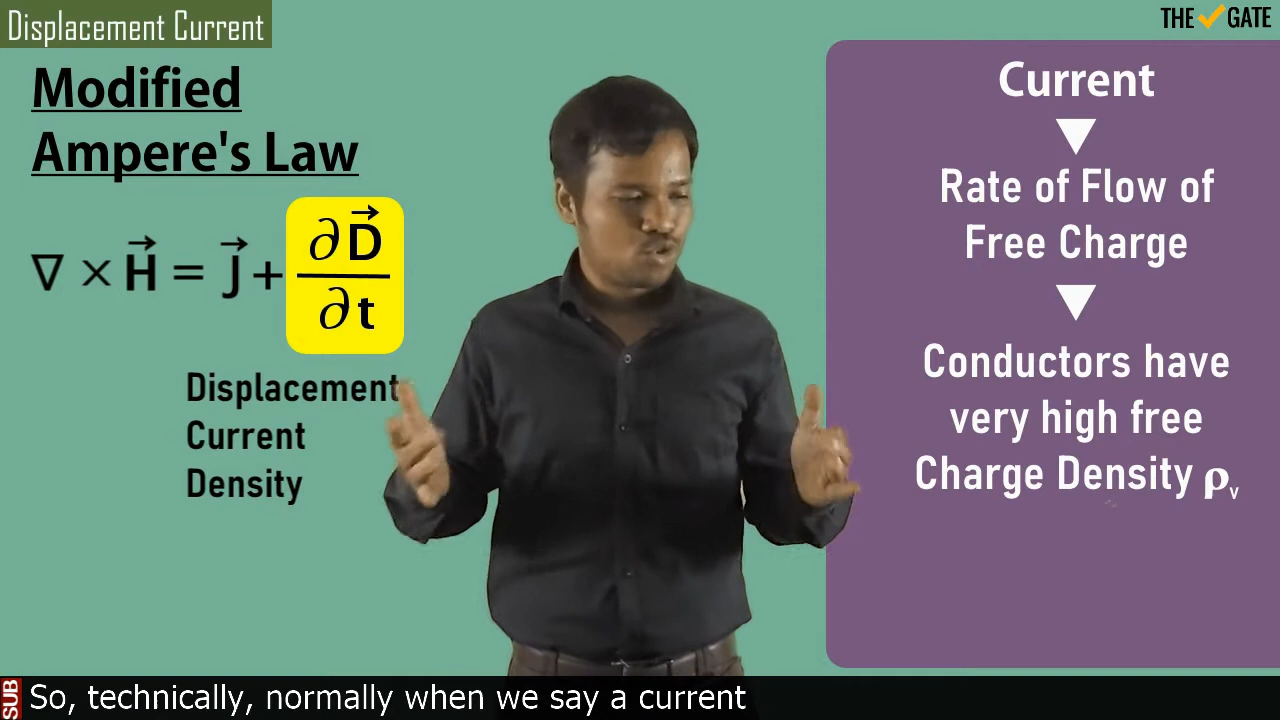 Displacement Current
THE GATE
Modified
Ampere's Law
∇ × H⃗ = J⃗ + ∂D⃗/∂t
Displacement
Current
Density
Current
Rate of Flow of
Free Charge
Conductors have
very high free
Charge Density ρᵥ
SUB
So, technically, normally when we say a current